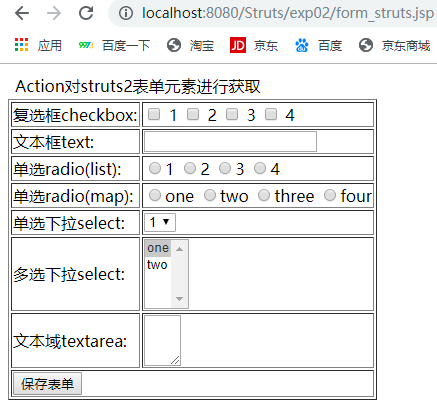 localhost:8080/Struts/exp02/form_struts.jsp
应用 百度一下 淘宝 JD 京东 百度 京东商城
Action对struts2表单元素进行获取
复选框checkbox: 1 2 3 4
文本框text:
单选radio(list): 1 2 3 4
单选radio(map): one two three four
单选下拉select: 1
多选下拉select: one
two
文本域textarea:
保存表单